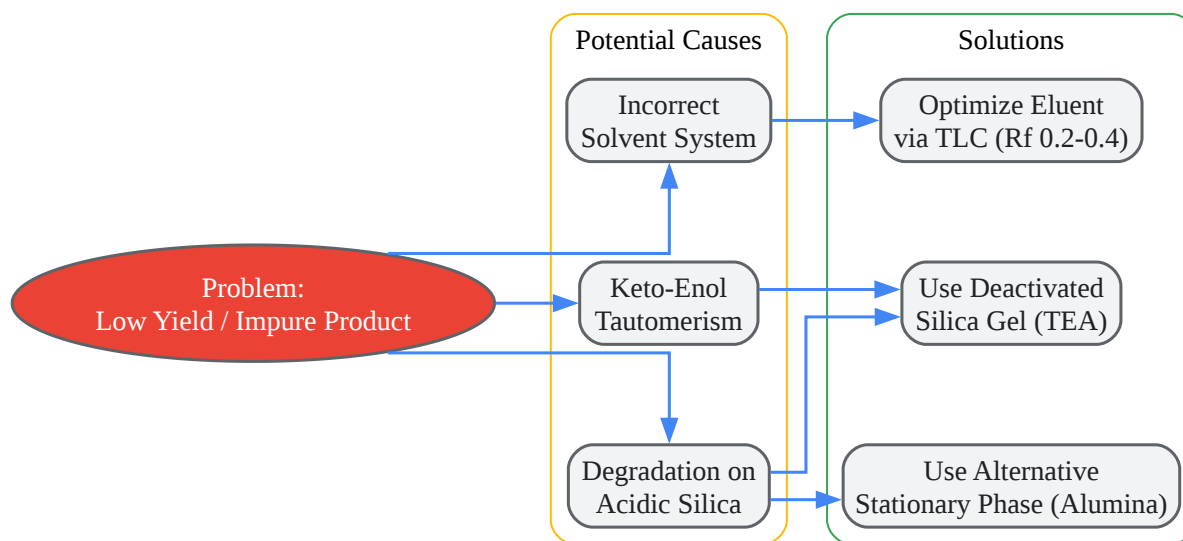 Potential Causes
Solutions
Incorrect
Solvent System
Optimize Eluent
via TLC (Rf 0.2-0.4)
Problem:
Low Yield / Impure Product
Keto-Enol
Tautomerism
Use Deactivated
Silica Gel (TEA)
Degradation on
Acidic Silica
Use Alternative
Stationary Phase (Alumina)